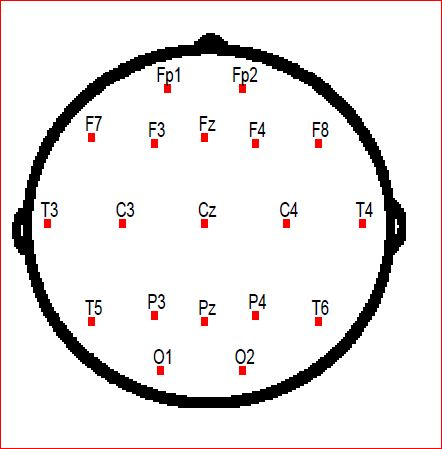 Fp1 Fp2
F7 F3 Fz F4 F8
T3 C3 Cz C4 T4
T5 P3 Pz P4 T6
O1 O2